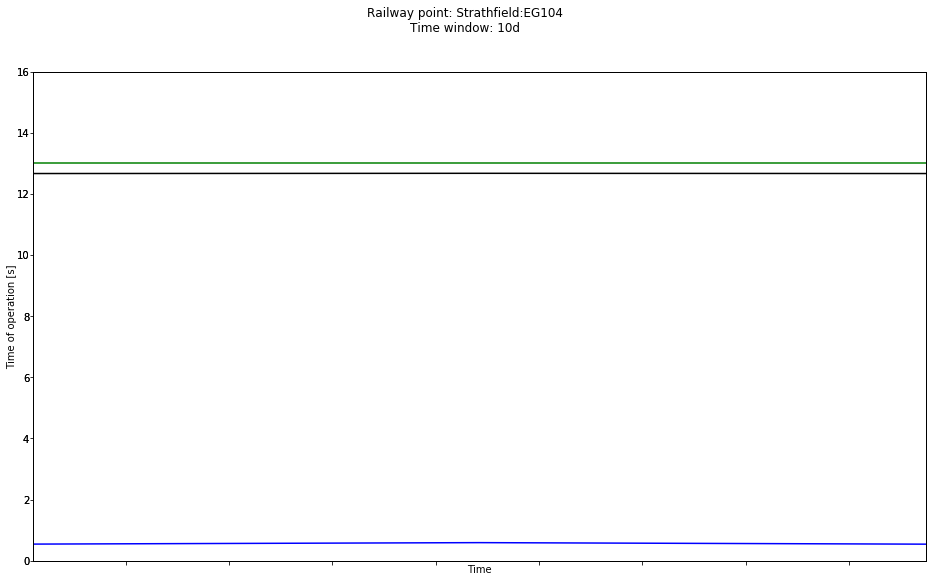 Railway point: Strathfield:EG104
Time window: 10d
16
14
12
10
8
6
4
2
0
Time of operation [s]
Time